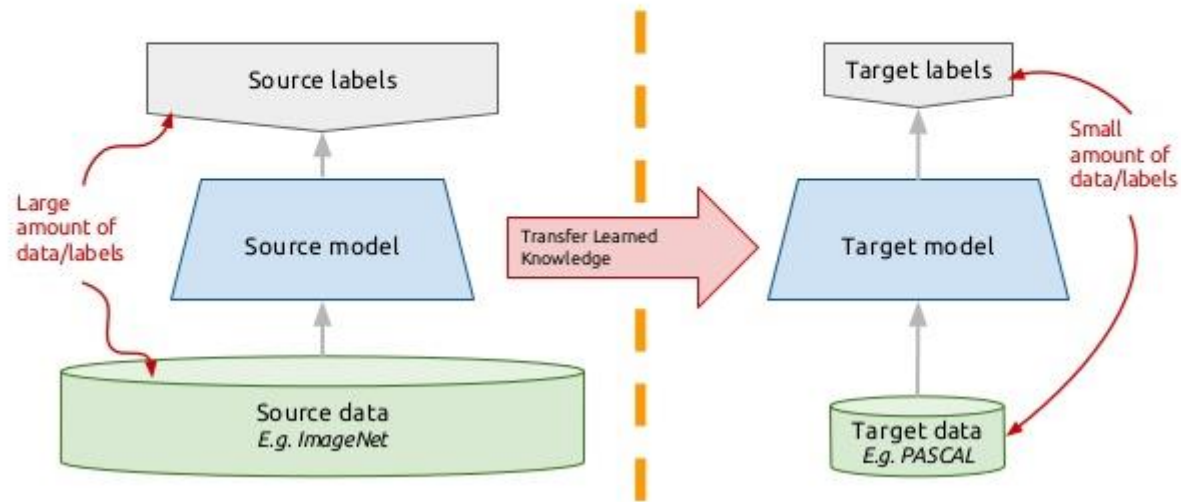 Source labels
Target labels
Large
amount of
data/labels
Small
amount of
data/labels
Source model
Transfer Learned
Knowledge
Target model
Source data
E.g. ImageNet
Target data
E.g. PASCAL